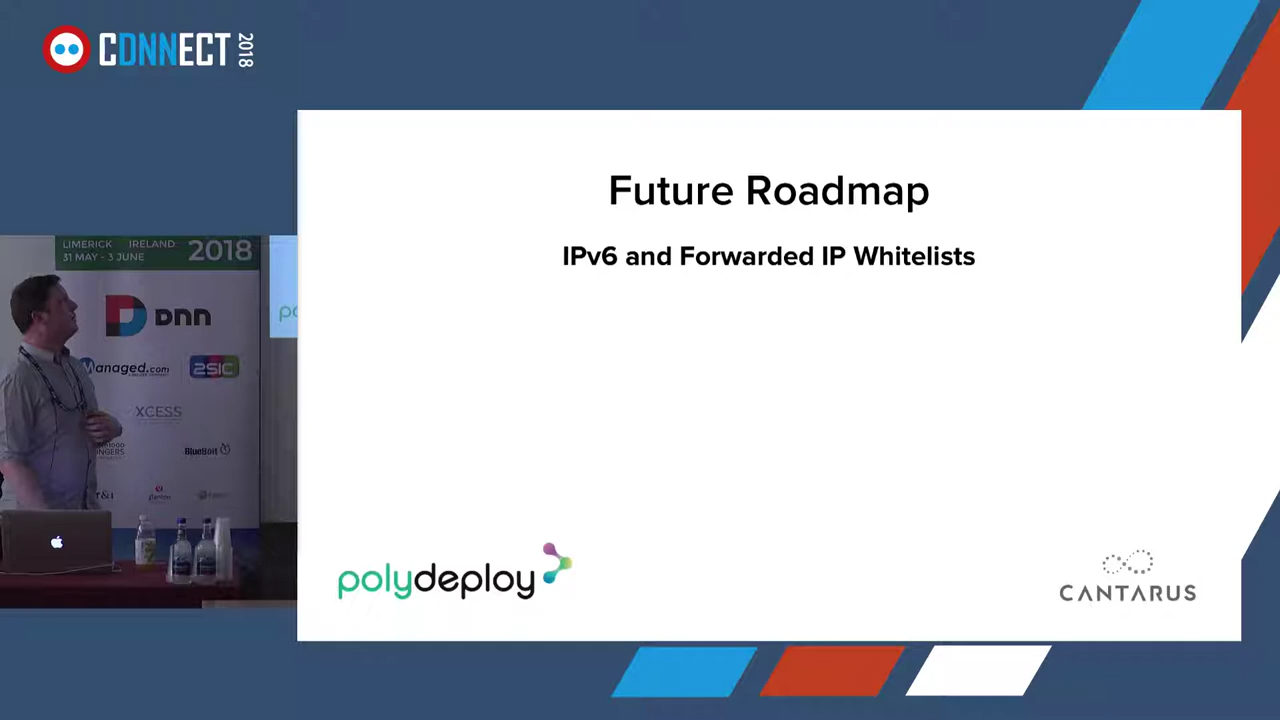 CDNNECT 2018
Future Roadmap
IPv6 and Forwarded IP Whitelists
LIMERICK IRELAND 2018
31 MAY - 3 JUNE
DNN
Managed.com
2SIC
XCESS
BlueBolt
polydeploy
CANTARUS